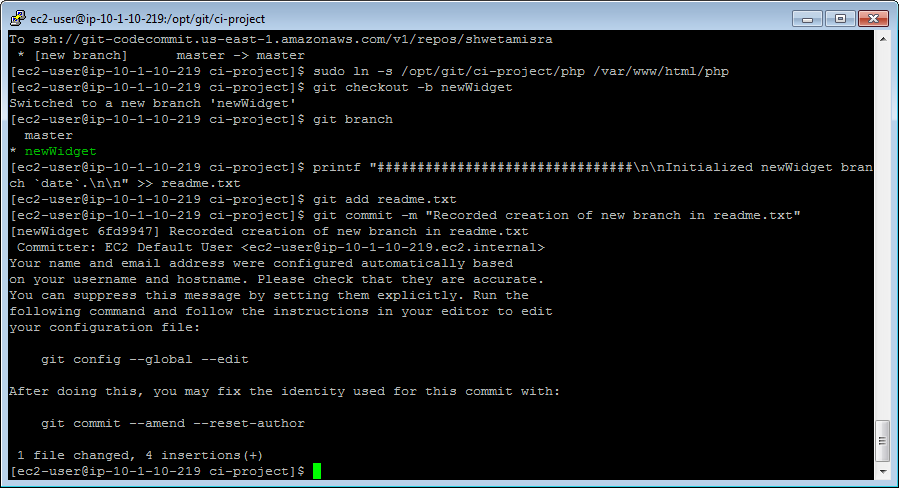 ec2-user@ip-10-1-10-219:/opt/git/ci-project
To ssh://git-codecommit.us-east-1.amazonaws.com/v1/repos/shwetamisra
 * [new branch]      master -> master
[ec2-user@ip-10-1-10-219 ci-project]$ sudo ln -s /opt/git/ci-project/php /var/www/html/php
[ec2-user@ip-10-1-10-219 ci-project]$ git checkout -b newWidget
Switched to a new branch 'newWidget'
[ec2-user@ip-10-1-10-219 ci-project]$ git branch
  master
* newWidget
[ec2-user@ip-10-1-10-219 ci-project]$ printf "################################\n\nInitialized newWidget bran
ch `date`.\n\n" >> readme.txt
[ec2-user@ip-10-1-10-219 ci-project]$ git add readme.txt
[ec2-user@ip-10-1-10-219 ci-project]$ git commit -m "Recorded creation of new branch in readme.txt"
[newWidget 6fd9947] Recorded creation of new branch in readme.txt
 Committer: EC2 Default User <ec2-user@ip-10-1-10-219.ec2.internal>
Your name and email address were configured automatically based
on your username and hostname. Please check that they are accurate.
You can suppress this message by setting them explicitly. Run the
following command and follow the instructions in your editor to edit
your configuration file:
    git config --global --edit
After doing this, you may fix the identity used for this commit with:
    git commit --amend --reset-author
 1 file changed, 4 insertions(+)
[ec2-user@ip-10-1-10-219 ci-project]$